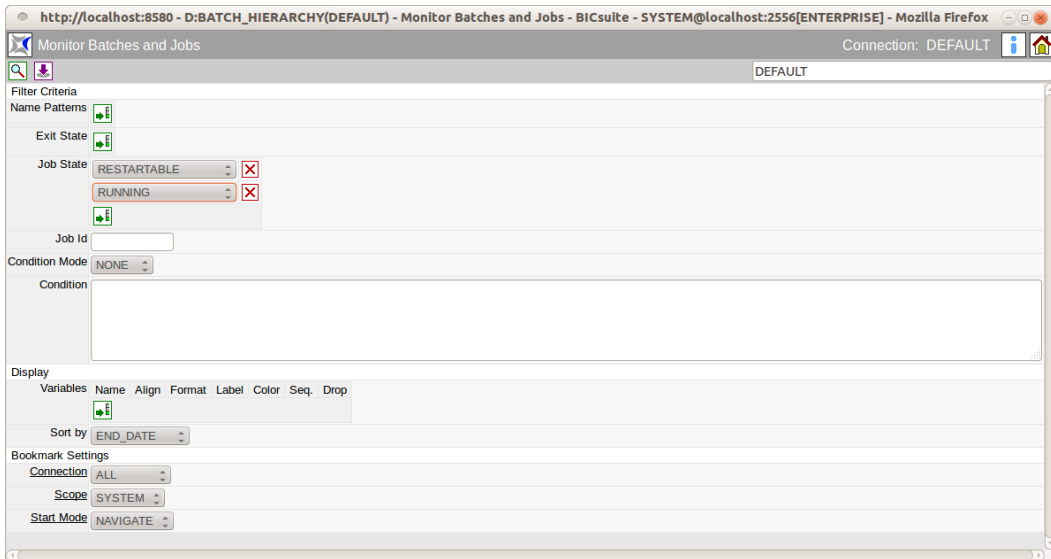 http://localhost:8580 - D:BATCH_HIERARCHY(DEFAULT) - Monitor Batches and Jobs - BICsuite - SYSTEM@localhost:2556[ENTERPRISE] - Mozilla Firefox
Monitor Batches and Jobs Connection: DEFAULT
DEFAULT
Filter Criteria
Name Patterns
Exit State
Job State RESTARTABLE
RUNNING
Job Id
Condition Mode NONE
Condition
Display
Variables Name Align Format Label Color Seq. Drop
Sort by END_DATE
Bookmark Settings
Connection ALL
Scope SYSTEM
Start Mode NAVIGATE